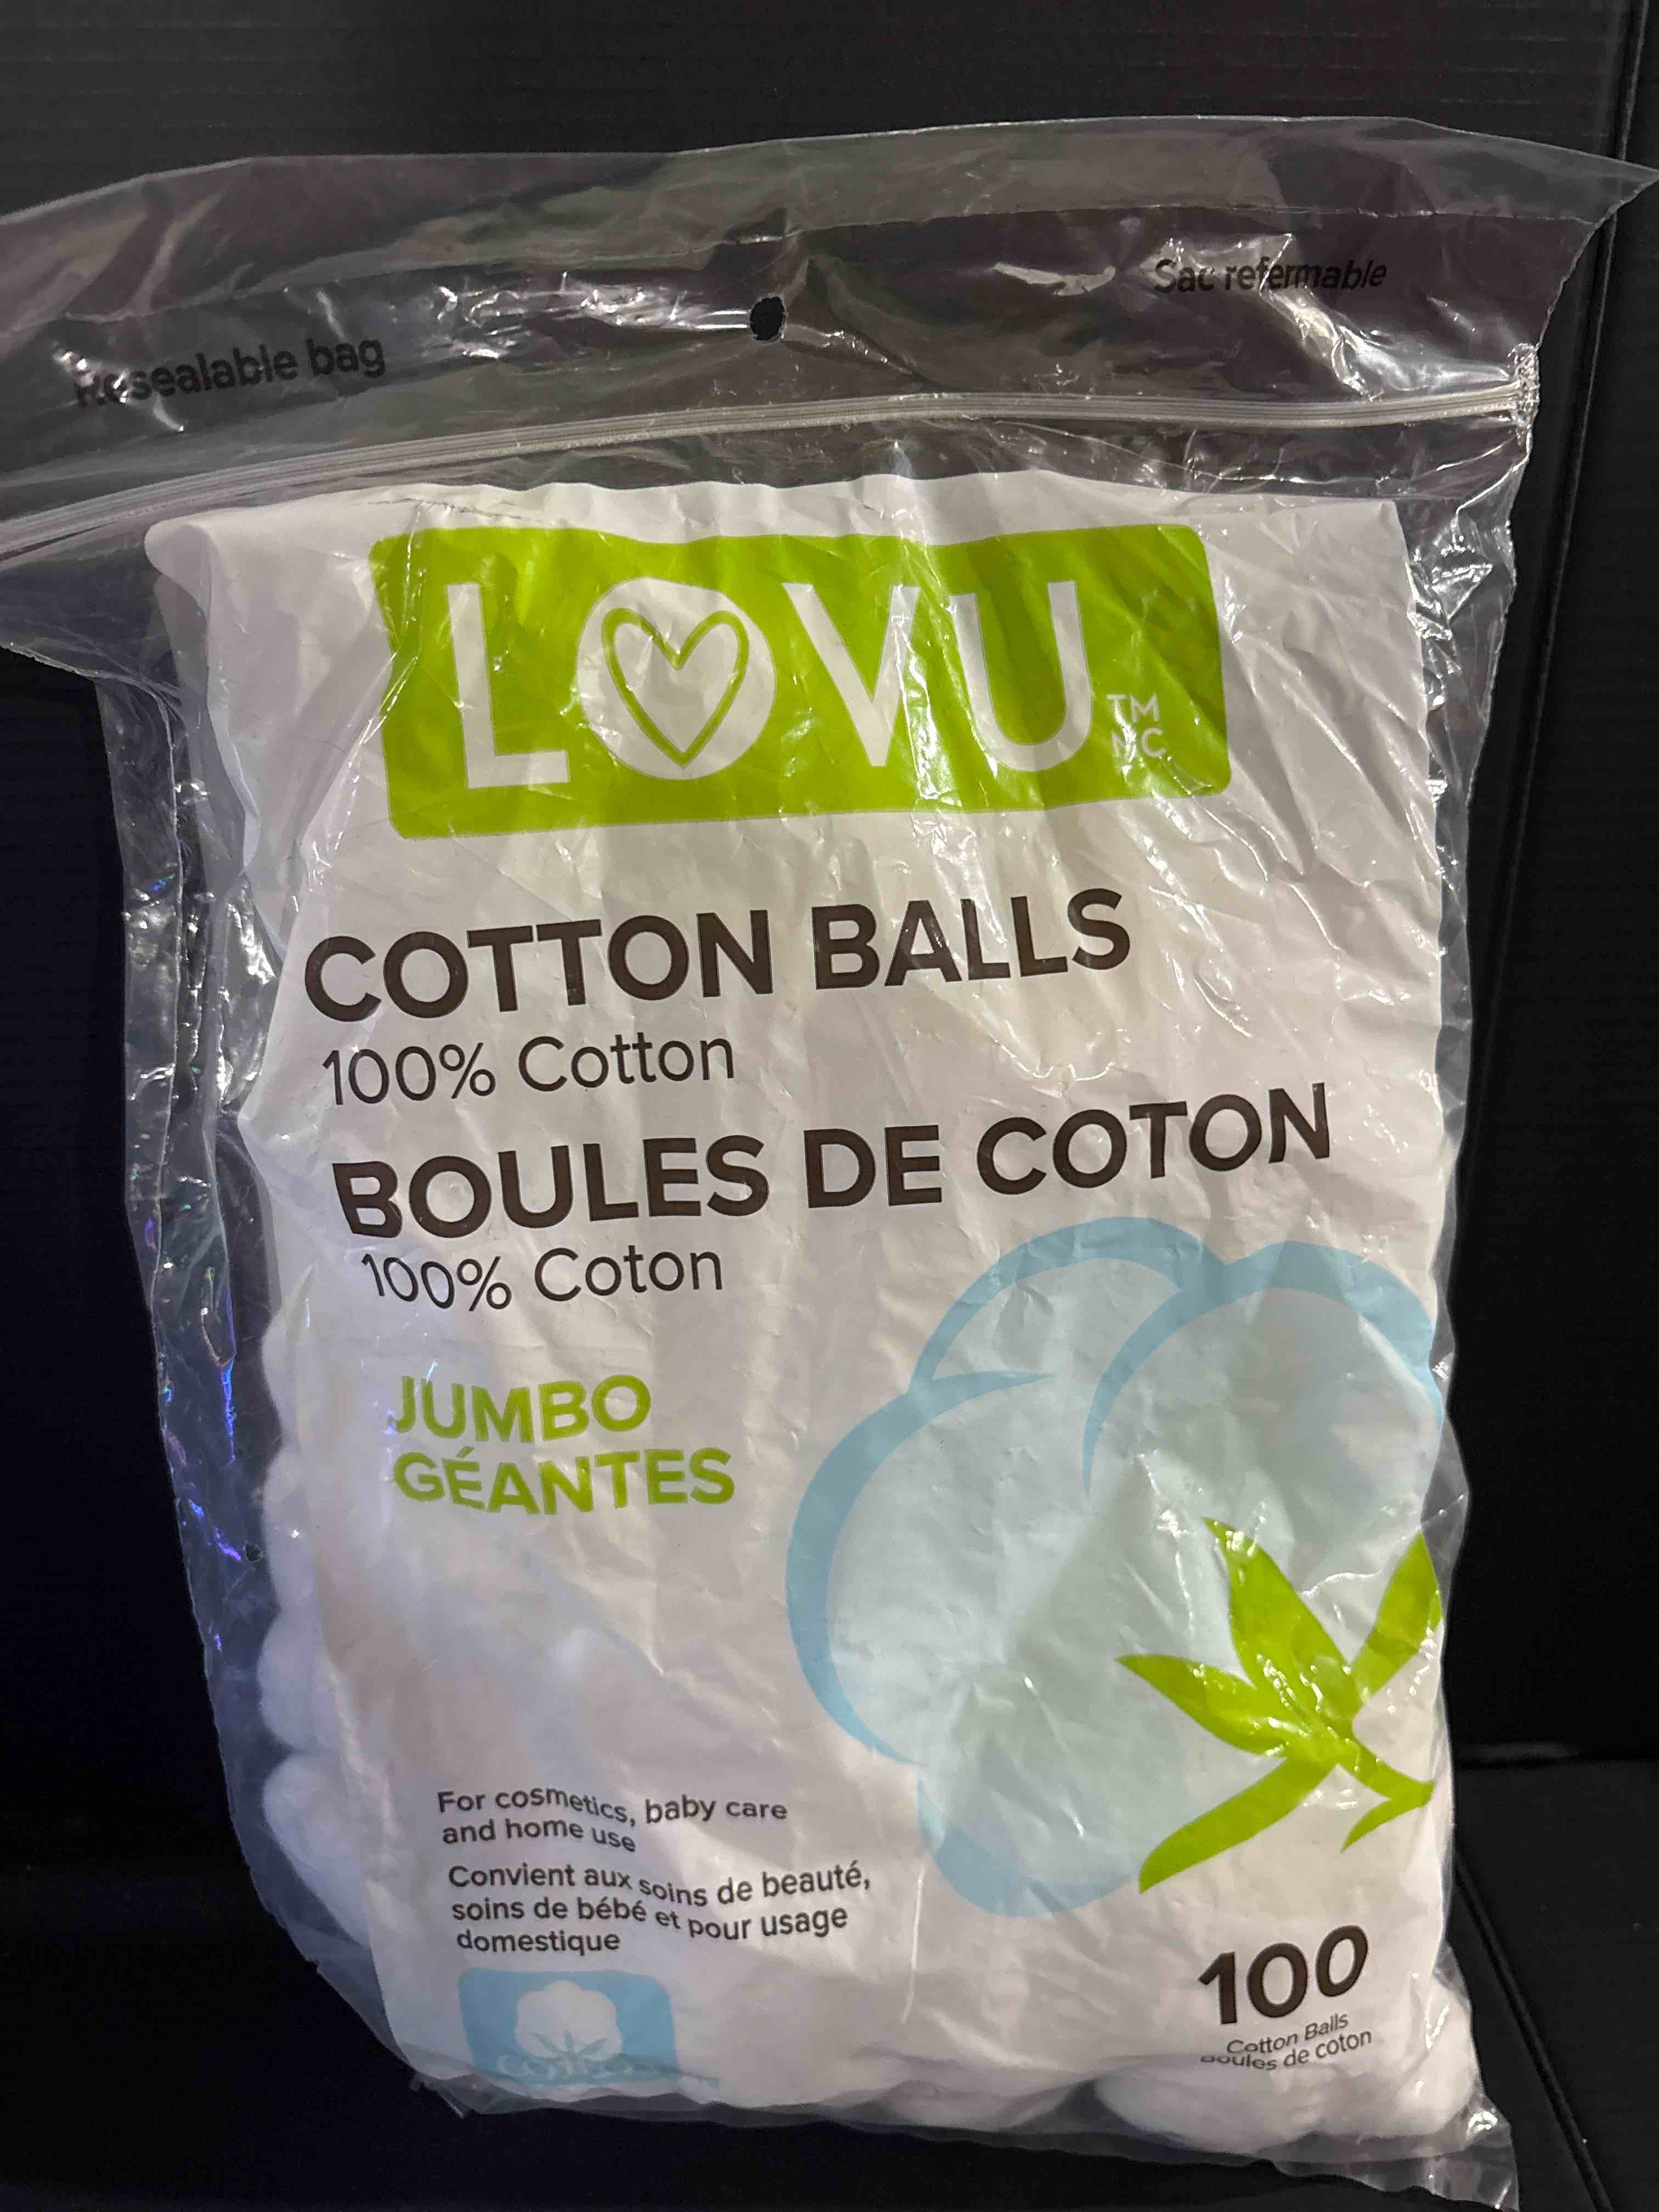 Resealable bag
Sac refermable
LOVU
TM
MC
COTTON BALLS
100% Cotton
BOULES DE COTON
100% Coton
JUMBO
GÉANTES
For cosmetics, baby care
and home use
Convient aux soins de beauté,
soins de bébé et pour usage
domestique
100
Cotton Balls
Boules de coton